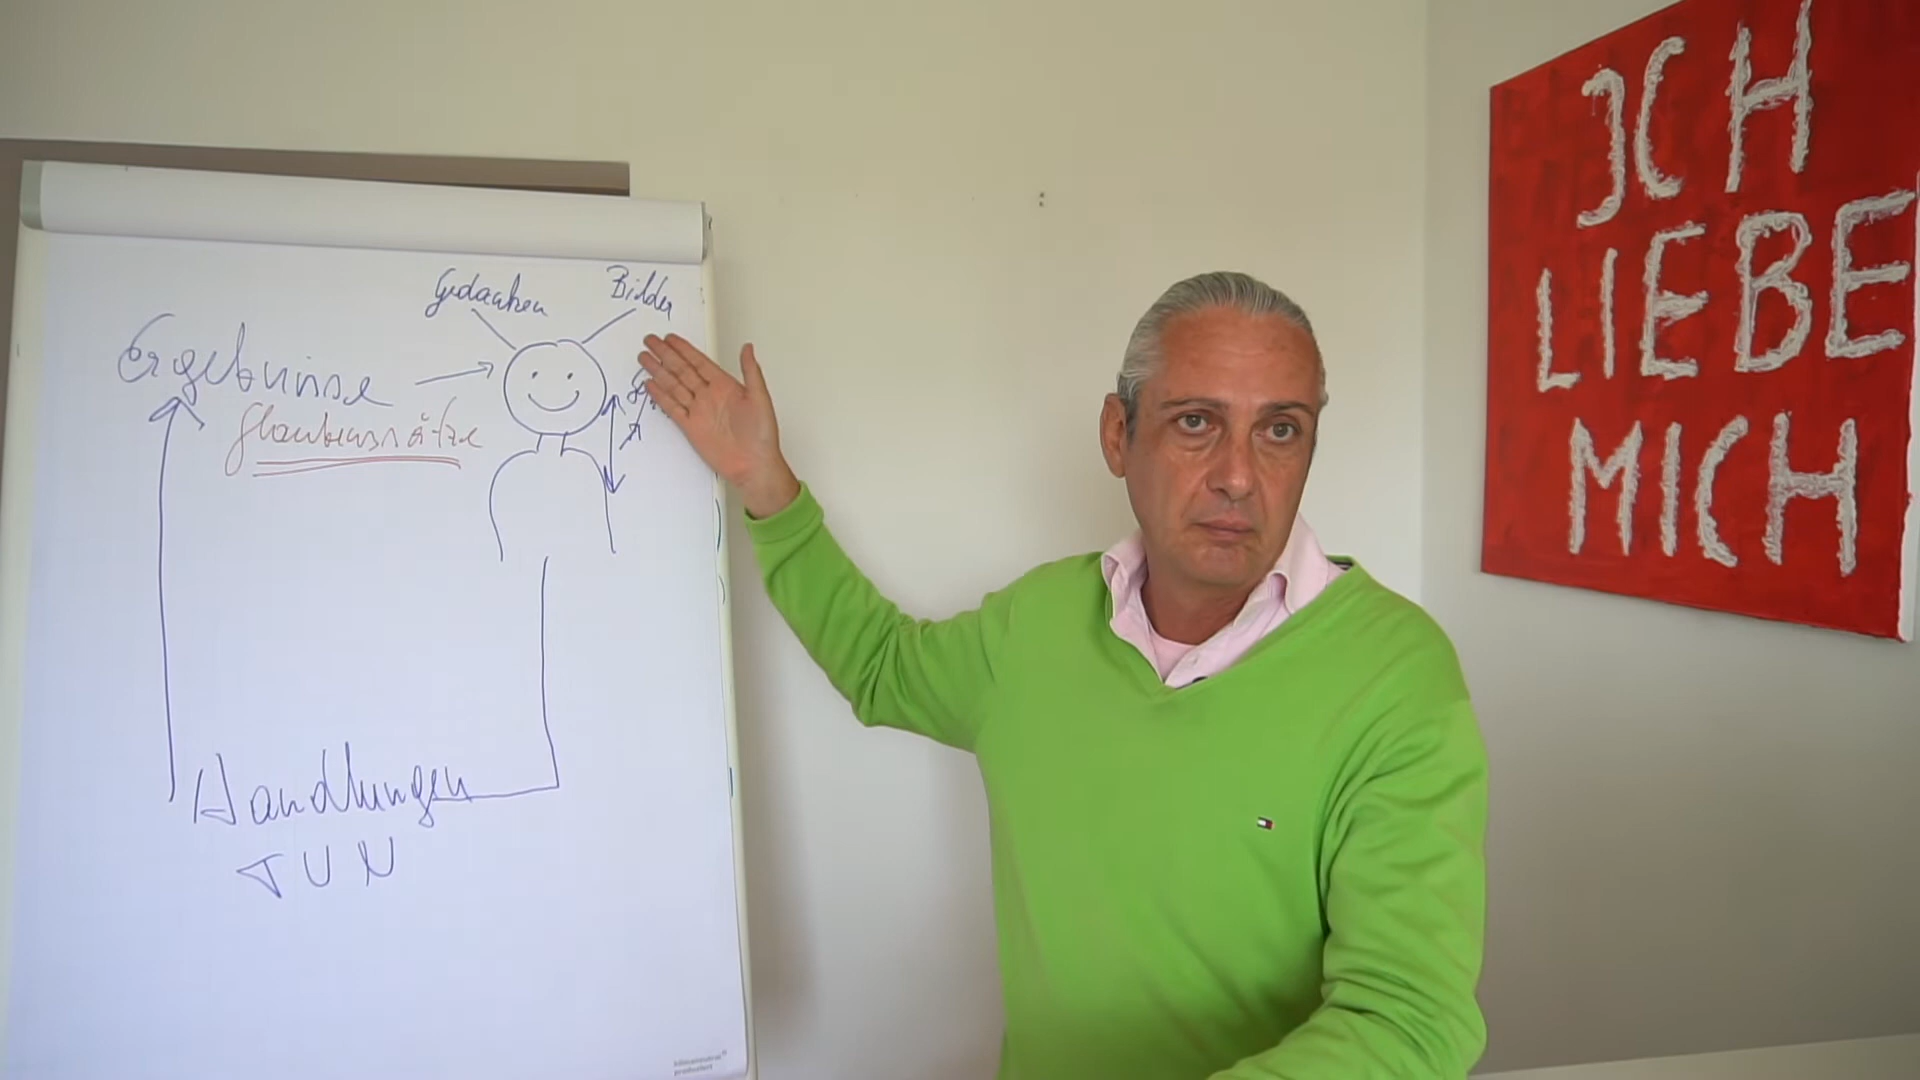 Gedanken
Bilder
Ergebnisse
Glaubenssätze
Handlungen
TUN
ICH
LIEBE
MICH